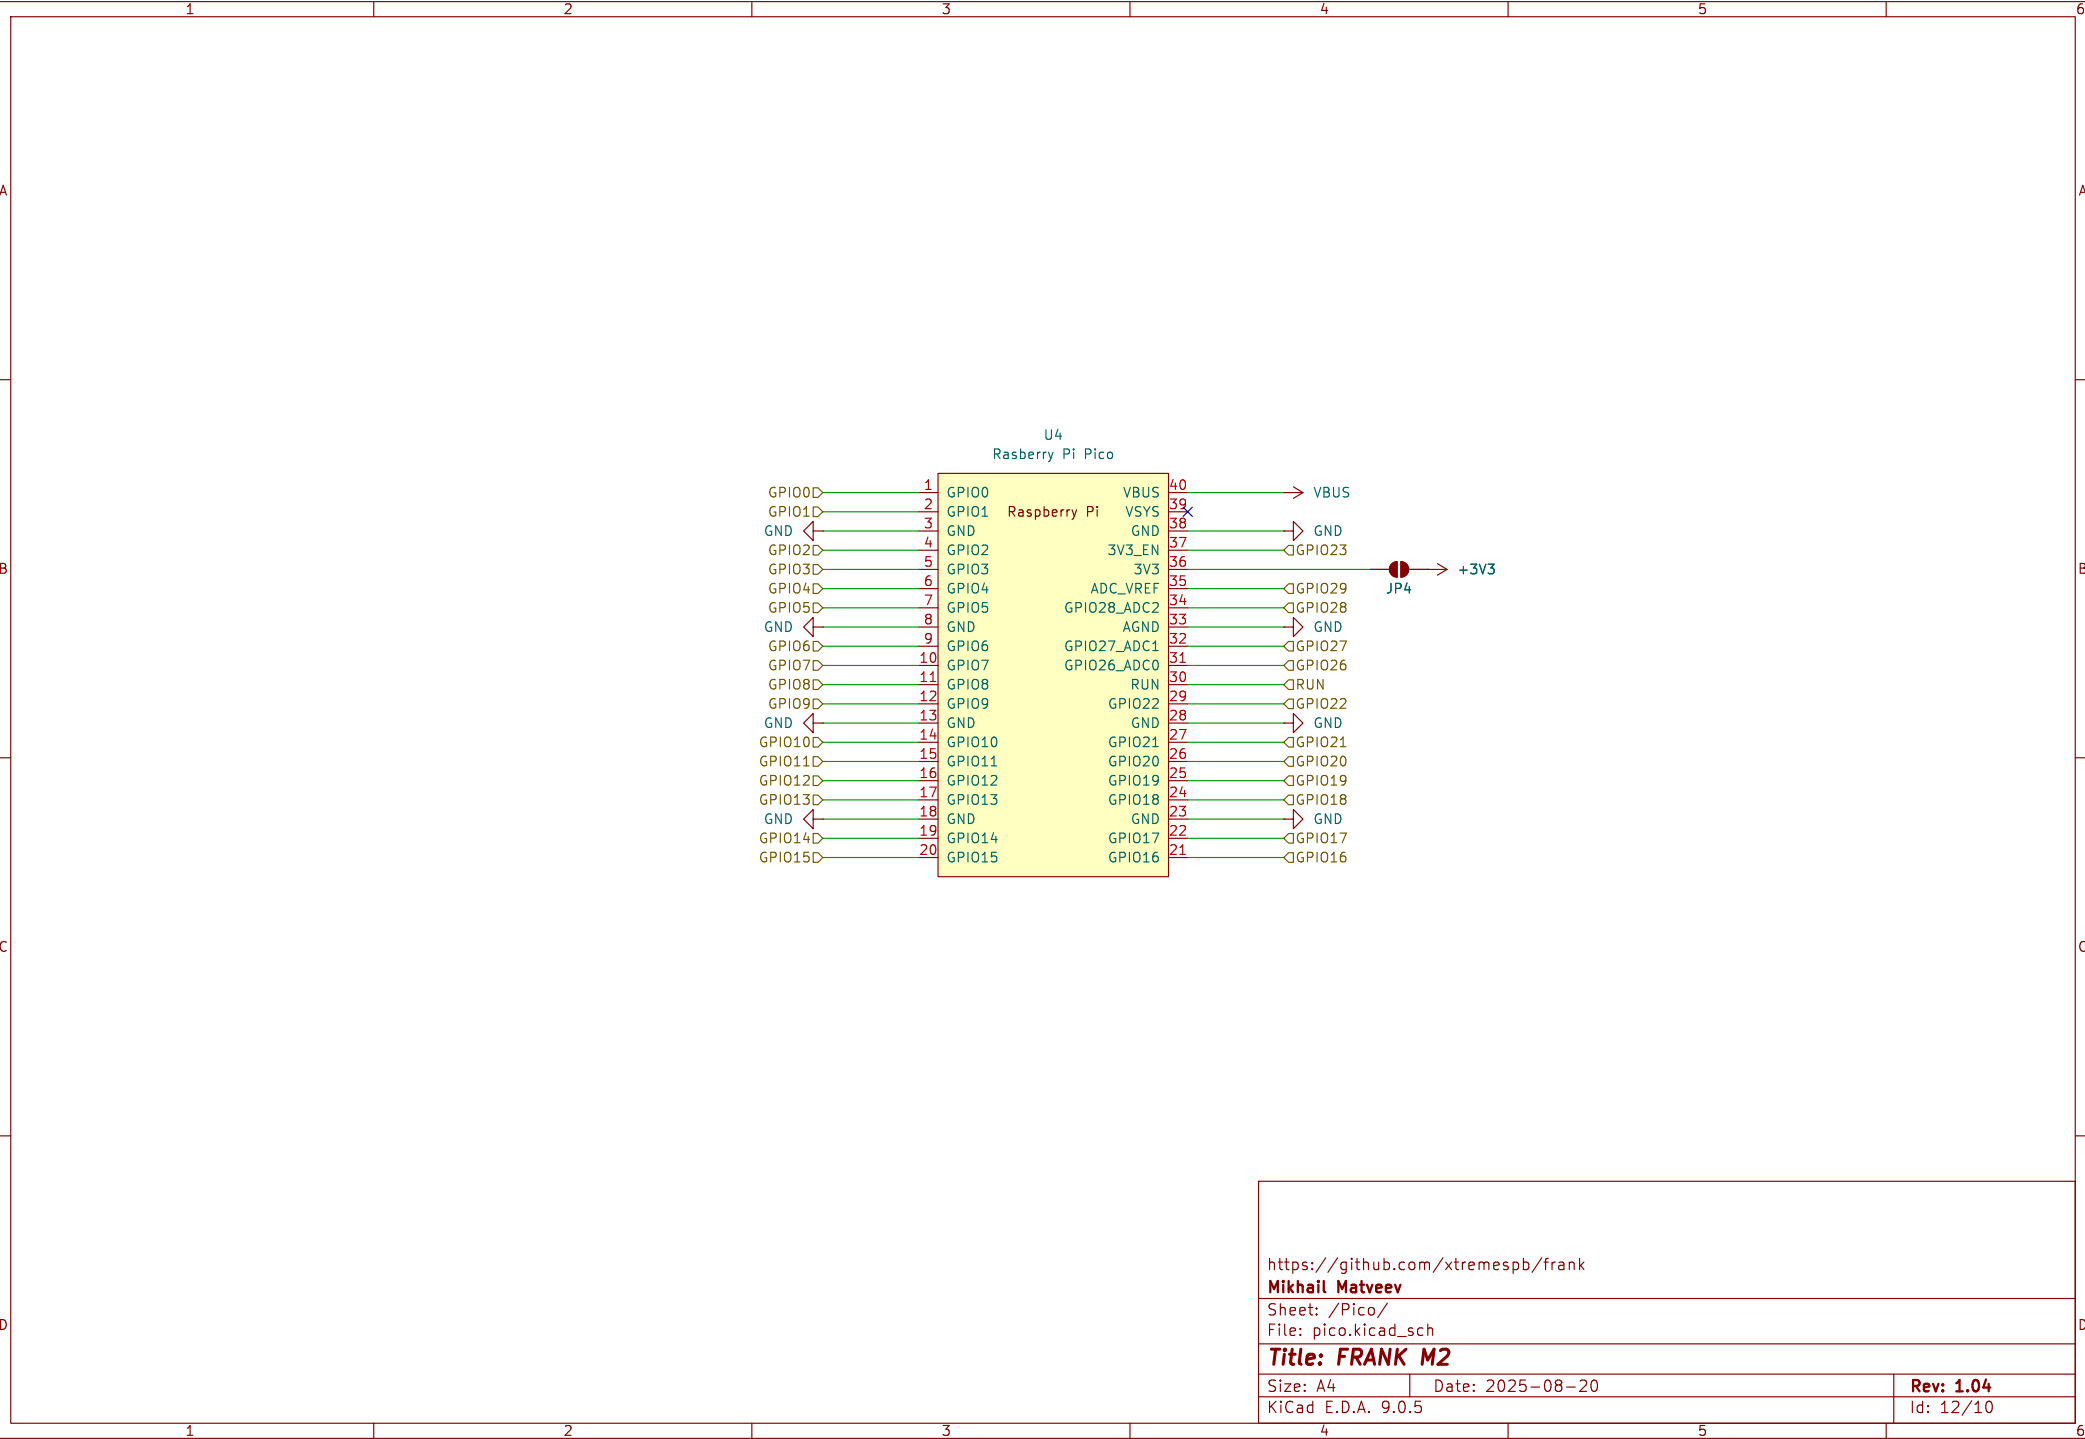 1 2 3 4 5 6
A A
B B
C C
D D
U4
Rasberry Pi Pico
Raspberry Pi
GPIO0 1 GPIO0 VBUS 40 VBUS
GPIO1 2 GPIO1 VSYS 39
GND 3 GND GND 38 GND
GPIO2 4 GPIO2 3V3_EN 37 GPIO23
GPIO3 5 GPIO3 3V3 36 JP4 +3V3
GPIO4 6 GPIO4 ADC_VREF 35 GPIO29
GPIO5 7 GPIO5 GPIO28_ADC2 34 GPIO28
GND 8 GND AGND 33 GND
GPIO6 9 GPIO6 GPIO27_ADC1 32 GPIO27
GPIO7 10 GPIO7 GPIO26_ADC0 31 GPIO26
GPIO8 11 GPIO8 RUN 30 RUN
GPIO9 12 GPIO9 GPIO22 29 GPIO22
GND 13 GND GND 28 GND
GPIO10 14 GPIO10 GPIO21 27 GPIO21
GPIO11 15 GPIO11 GPIO20 26 GPIO20
GPIO12 16 GPIO12 GPIO19 25 GPIO19
GPIO13 17 GPIO13 GPIO18 24 GPIO18
GND 18 GND GND 23 GND
GPIO14 19 GPIO14 GPIO17 22 GPIO17
GPIO15 20 GPIO15 GPIO16 21 GPIO16
https://github.com/xtremespb/frank
Mikhail Matveev
Sheet: /Pico/
File: pico.kicad_sch
Title: FRANK M2
Size: A4 Date: 2025-08-20 Rev: 1.04
KiCad E.D.A. 9.0.5 Id: 12/10
1 2 3 4 5 6